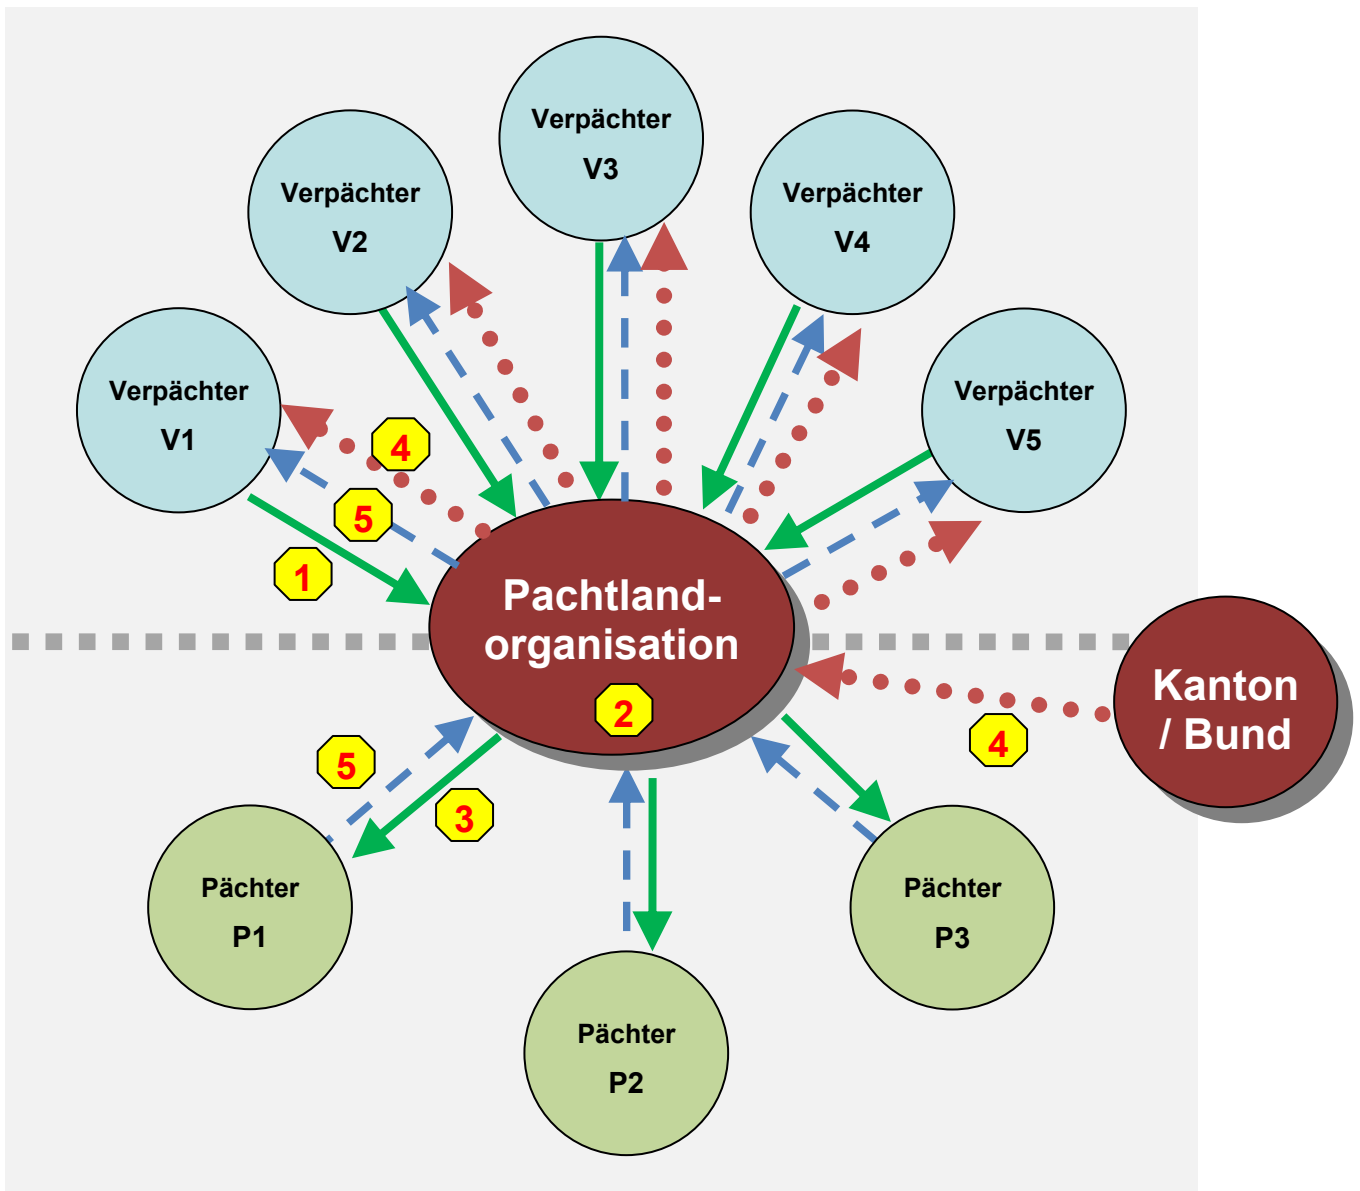 Verpächter
V3
Verpächter
V2
Verpächter
V4
Verpächter
V1
Verpächter
V5
4
5
1
Pachtland-
organisation
2
Kanton
/ Bund
4
5
3
Pächter
P1
Pächter
P3
Pächter
P2